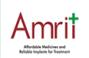 Amrit
Affordable Medicines and
Reliable Implants for Treatment